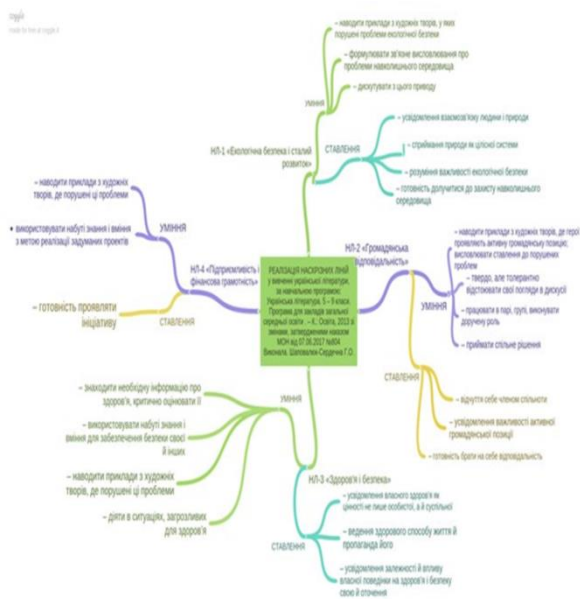 toggle
made for free at coggle.it
– наводити приклади з художніх творів, у яких
порушені проблеми екологічної безпеки
– формулювати зв'язне висловлювання про
проблеми навколишнього середовища
– дискутувати з цього приводу
УМІННЯ
– усвідомлення взаємозв'язку людини і природи
СТАВЛЕННЯ
– сприймання природи як цілісної системи
НЛ-1 «Екологічна безпека і сталий
розвиток»
– розуміння важливості екологічної безпеки
– готовність долучитися до захисту навколишнього
середовища
– наводити приклади з художніх
творів, де порушені ці проблеми
• використовувати набуті знання і вміння
з метою реалізації задуманих проектів
УМІННЯ
НЛ-4 «Підприємливість і
фінансова грамотність»
– готовність проявляти
ініціативу
СТАВЛЕННЯ
РЕАЛІЗАЦІЯ НАСКРІЗНИХ ЛІНІЙ
у вивченні української літератури,
за навчальною програмою:
Українська література. 5 – 9 класи.
Програма для закладів загальної
середньої освіти . – К.: Освіта, 2013 зі
змінами, затвердженими наказом
МОН від 07.06.2017 №804
Виконала. Шаповалюк-Сердечна Г.О.
НЛ-2 «Громадянська
відповідальність»
– наводити приклади з художніх творів, де герої
проявляють активну громадянську позицію;
висловлювати ставлення до порушених
проблем
– твердо, але толерантно
відстоювати свої погляди в дискусії
УМІННЯ
– працювати в парі, групі, виконувати
доручену роль
– приймати спільне рішення
СТАВЛЕННЯ
– відчуття себе членом спільноти
– усвідомлення важливості активної
громадянської позиції
– готовність брати на себе відповідальність
– знаходити необхідну інформацію про
здоров'я, критично оцінювати її
УМІННЯ
– використовувати набуті знання і
вміння для забезпечення безпеки своєї
й інших
– наводити приклади з художніх
творів, де порушені ці проблеми
– діяти в ситуаціях, загрозливих
для здоров'я
НЛ-3 «Здоров'я і безпека»
– усвідомлення власного здоров'я як
цінності не лише особистої, а й суспільної
– ведення здорового способу життя й
пропаганда його
СТАВЛЕННЯ
– усвідомлення залежності й впливу
власної поведінки на здоров'я і безпеку
свою й оточення